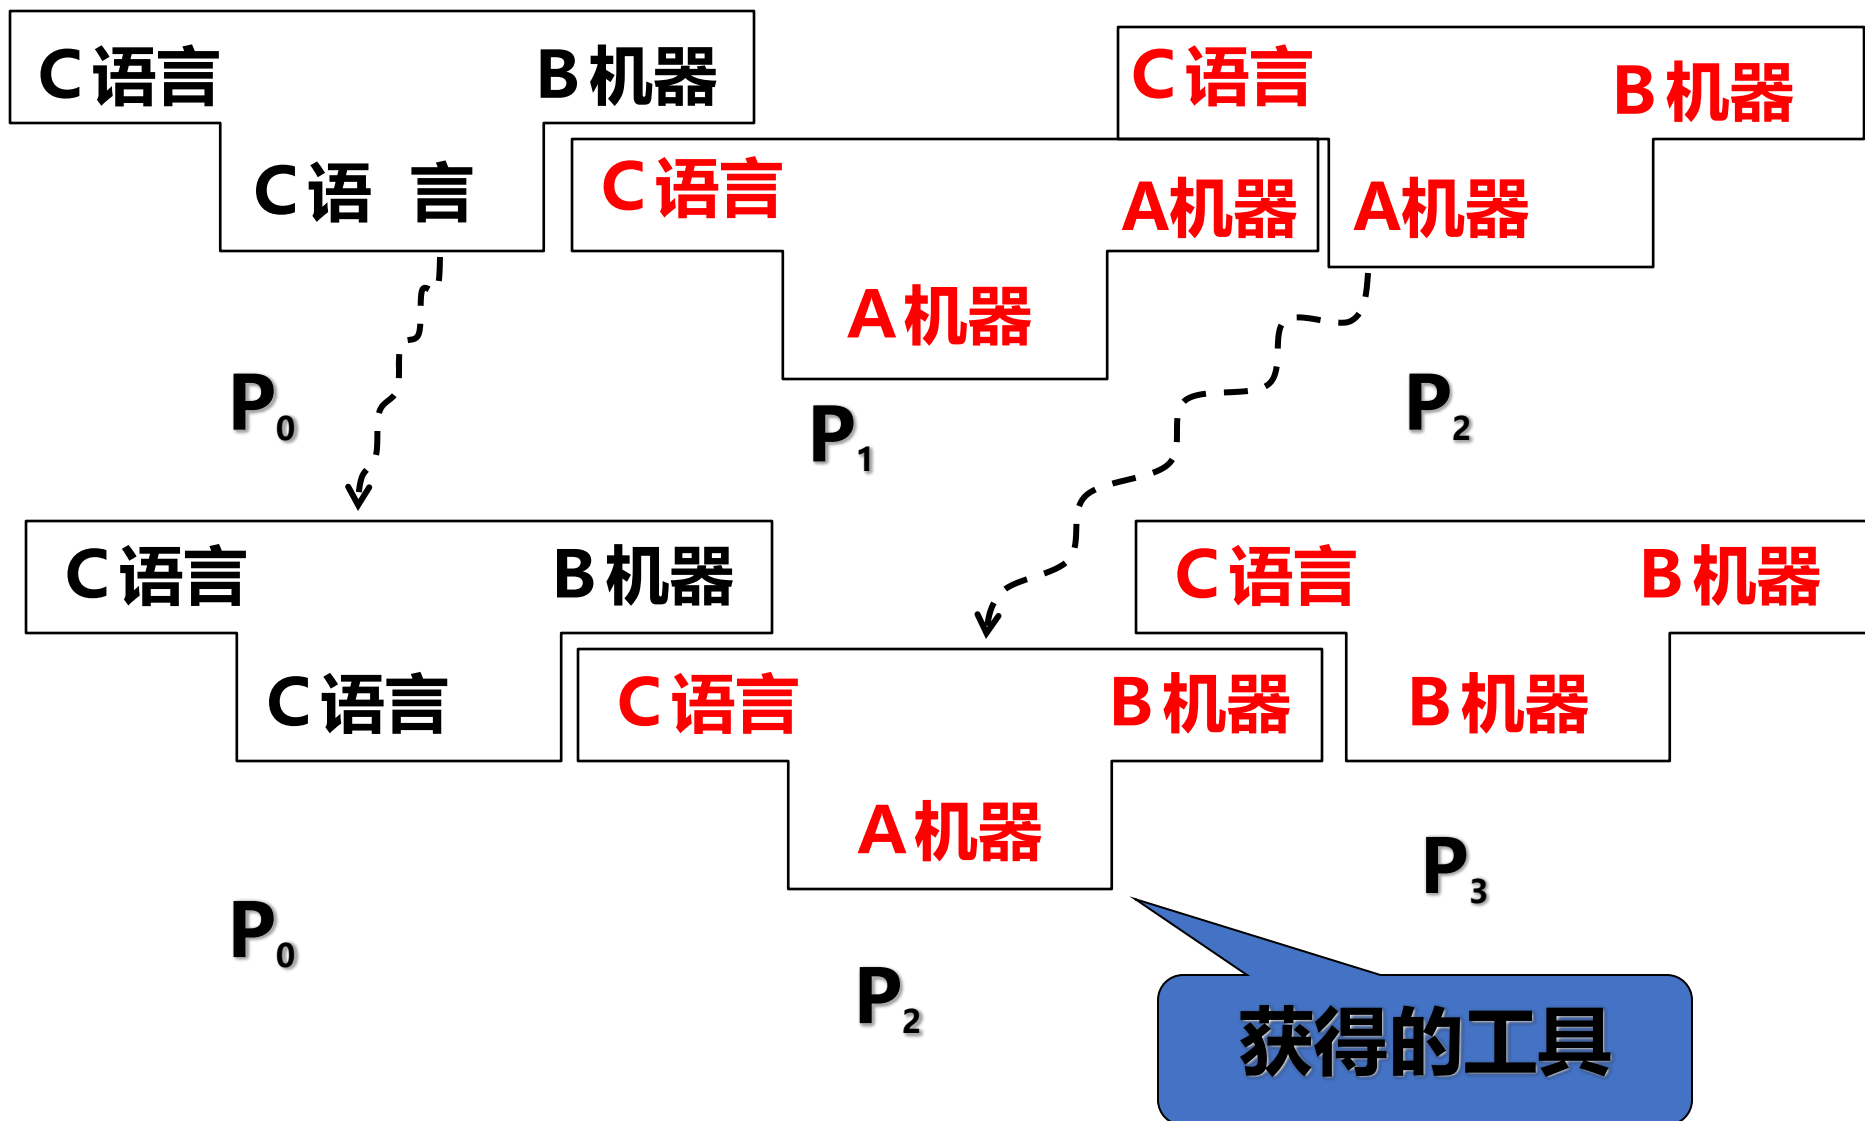 C语言 B机器 C语言 B机器
C语 言 C语言 A机器 A机器
A机器
P0 P1 P2
C语言 B机器 C语言 B机器
C语言 C语言 B机器 B机器
A机器
P3
P0
P2
获得的工具